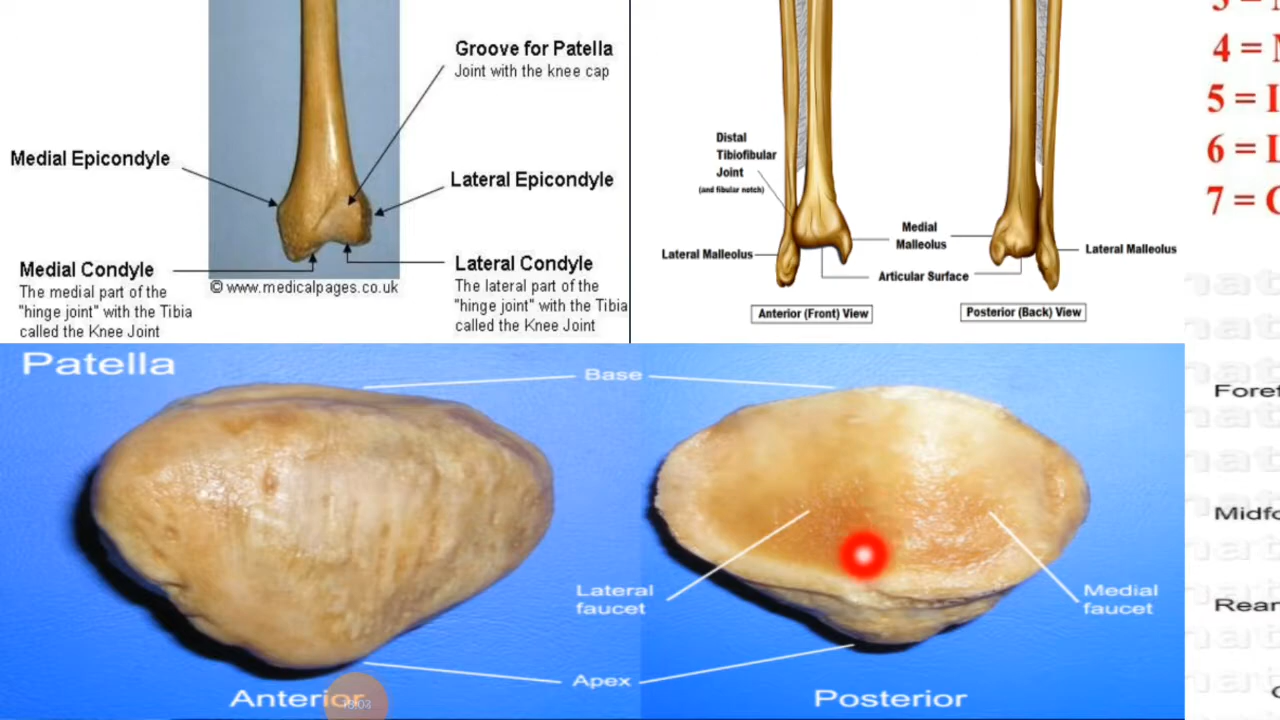 Groove for Patella
Joint with the knee cap
Medial Epicondyle
Lateral Epicondyle
Medial Condyle
The medial part of the
"hinge joint" with the Tibia
called the Knee Joint
Lateral Condyle
The lateral part of the
"hinge joint" with the Tibia
called the Knee Joint
© www.medicalpages.co.uk
Distal
Tibiofibular
Joint
(and fibular notch)
Medial
Malleolus
Lateral Malleolus
Lateral Malleolus
Articular Surface
Anterior (Front) View
Posterior (Back) View
4 =
5 =
6 =
7 =
Patella
Base
Lateral
faucet
Medial
faucet
Apex
Anterior
Posterior